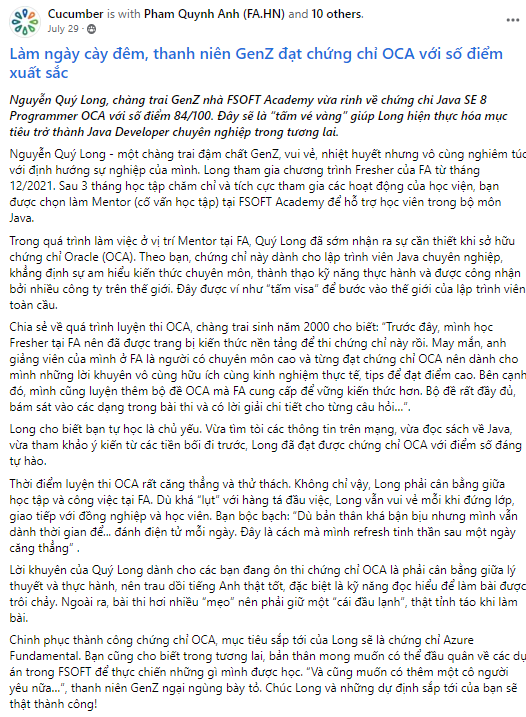 Cucumber is with Pham Quynh Anh (FA.HN) and
10 others.
July 29 ·
Làm ngày cày đêm, thanh niên GenZ đạt chứng chỉ OCA với số điểm
xuất sắc
Nguyễn Quý Long, chàng trai GenZ nhà FSOFT Academy vừa rinh về chứng chỉ Java SE 8
Programmer OCA với số điểm 84/100. Đây sẽ là “tấm vé vàng” giúp Long hiện thực hóa mục
tiêu trở thành Java Developer chuyên nghiệp trong tương lai.
Nguyễn Quý Long - một chàng trai đậm chất GenZ, vui vẻ, nhiệt huyết nhưng vô cùng nghiêm túc
với định hướng sự nghiệp của mình. Long tham gia chương trình Fresher của FA từ tháng
12/2021. Sau 3 tháng học tập chăm chỉ và tích cực tham gia các hoạt động của học viện, bạn
được chọn làm Mentor (cố vấn học tập) tại FSOFT Academy để hỗ trợ học viên trong bộ môn
Java.
Trong quá trình làm việc ở vị trí Mentor tại FA, Quý Long đã sớm nhận ra sự cần thiết khi sở hữu
chứng chỉ Oracle (OCA). Theo bạn, chứng chỉ này dành cho lập trình viên Java chuyên nghiệp,
khẳng định sự am hiểu kiến thức chuyên môn, thành thạo kỹ năng thực hành và được công nhận
bởi nhiều công ty trên thế giới. Đây được ví như “tấm visa” để bước vào thế giới của lập trình viên
toàn cầu.
Chia sẻ về quá trình luyện thi OCA, chàng trai sinh năm 2000 cho biết: “Trước đây, mình học
Fresher tại FA nên đã được trang bị kiến thức nền tảng để thi chứng chỉ này rồi. May mắn, anh
giảng viên của mình ở FA là người có chuyên môn cao và từng đạt chứng chỉ OCA nên dành cho
mình những lời khuyên vô cùng hữu ích cùng kinh nghiệm thực tế, tips để đạt điểm cao. Bên cạnh
đó, mình cũng luyện thêm bộ đề OCA mà FA cung cấp để vững kiến thức hơn. Bộ đề rất đầy đủ,
bám sát vào các dạng trong bài thi và có lời giải chi tiết cho từng câu hỏi...”.
Long cho biết bạn tự học là chủ yếu. Vừa tìm tòi các thông tin trên mạng, vừa đọc sách về Java,
vừa tham khảo ý kiến từ các tiền bối đi trước, Long đã đạt được chứng chỉ OCA với điểm số đáng
tự hào.
Thời điểm luyện thi OCA rất căng thẳng và thử thách. Không chỉ vậy, Long phải cân bằng giữa
học tập và công việc tại FA. Dù khá “lụt” với hàng tá đầu việc, Long vẫn vui vẻ mỗi khi đứng lớp,
giao tiếp với đồng nghiệp và học viên. Bạn bộc bạch: “Dù bản thân khá bận bịu nhưng mình vẫn
dành thời gian để... đánh điện tử mỗi ngày. Đây là cách mà mình refresh tinh thần sau một ngày
căng thẳng” .
Lời khuyên của Quý Long dành cho các bạn đang ôn thi chứng chỉ OCA là phải cân bằng giữa lý
thuyết và thực hành, nên trau dồi tiếng Anh thật tốt, đặc biệt là kỹ năng đọc hiểu để làm bài được
trôi chảy. Ngoài ra, bài thi hơi nhiều “mẹo” nên phải giữ một “cái đầu lạnh”, thật tỉnh táo khi làm
bài.
Chinh phục thành công chứng chỉ OCA, mục tiêu sắp tới của Long sẽ là chứng chỉ Azure
Fundamental. Bạn cũng cho biết trong tương lai, bản thân mong muốn có thể đầu quân về các dự
án trong FSOFT để thực chiến những gì mình được học. “Và cũng muốn có thêm một cô người
yêu nữa...”, thanh niên GenZ ngại ngùng bày tỏ. Chúc Long và những dự định sắp tới của bạn sẽ
thật thành công!